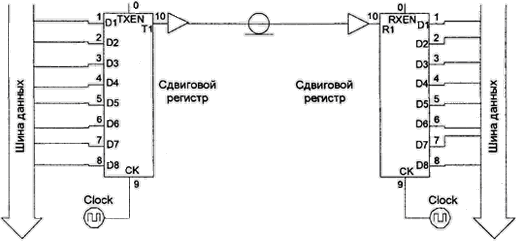 0 0
1 D1 TXEN 10 10 RXEN D1 1
T1 R1
2 D2 D2 2
3 D3 D3 3
4 D4 Сдвиговой регистр Сдвиговой регистр D4 4
5 D5 D5 5
6 D6 D6 6
7 D7 D7 7
8 D8 D8 8
CK CK
9 9
Clock Clock
Шина данных Шина данных